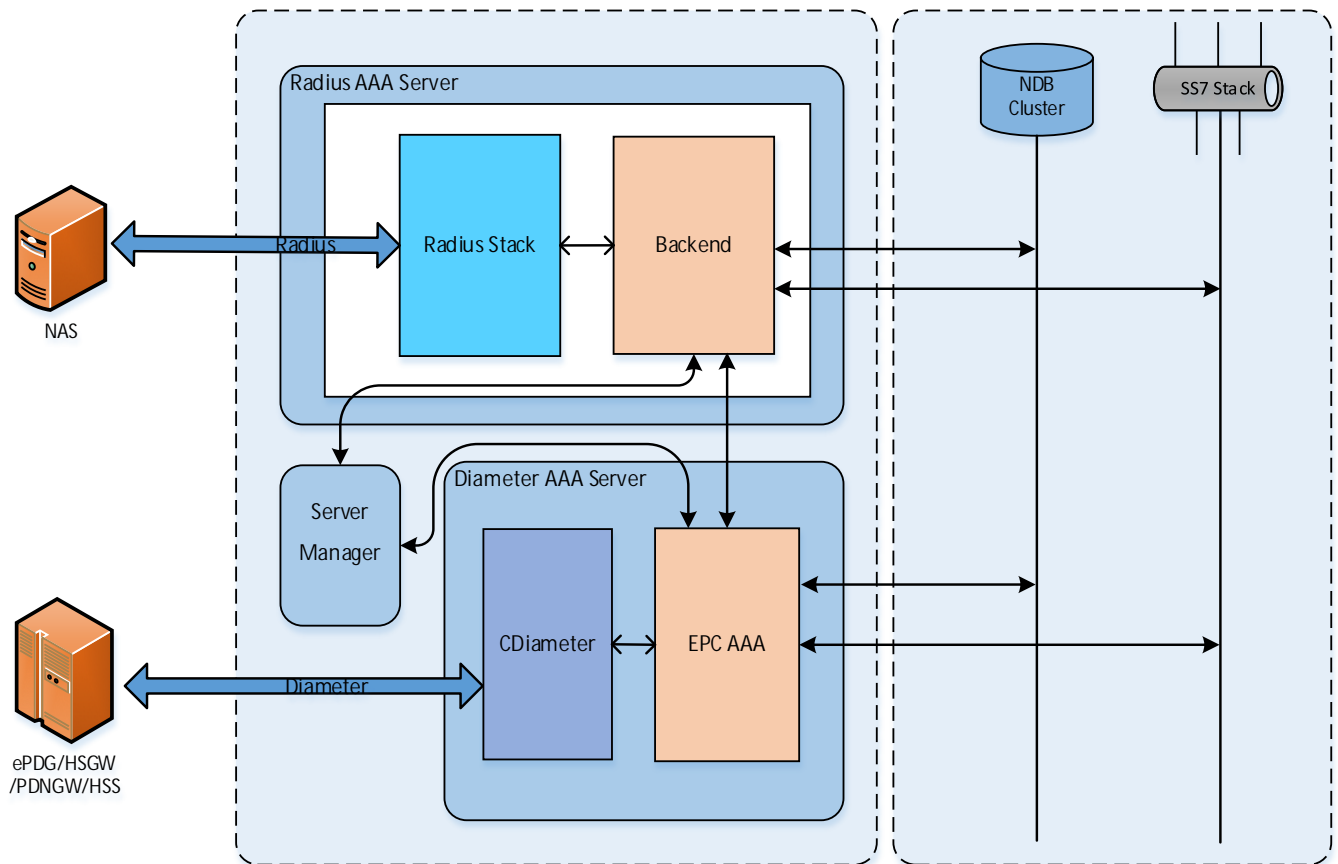 Radius AAA Server
NDB
Cluster
SS7 Stack
Radius
Radius Stack
Backend
NAS
Diameter AAA Server
Server
Manager
CDiameter
EPC AAA
Diameter
ePDG/HSGW
/PDNGW/HSS